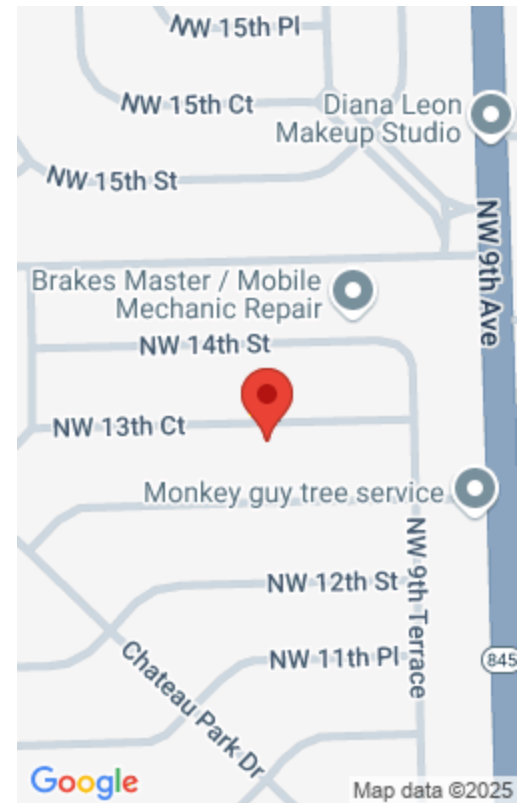 NW 15th Pl
NW 15th Ct
Diana Leon
Makeup Studio
NW 15th St
NW 9th Ave
Brakes Master / Mobile
Mechanic Repair
NW 14th St
NW 13th Ct
Monkey guy tree service
NW 9th Terrace
NW 12th St
NW 11th Pl
845
Chateau Park Dr
Google
Map data ©2025